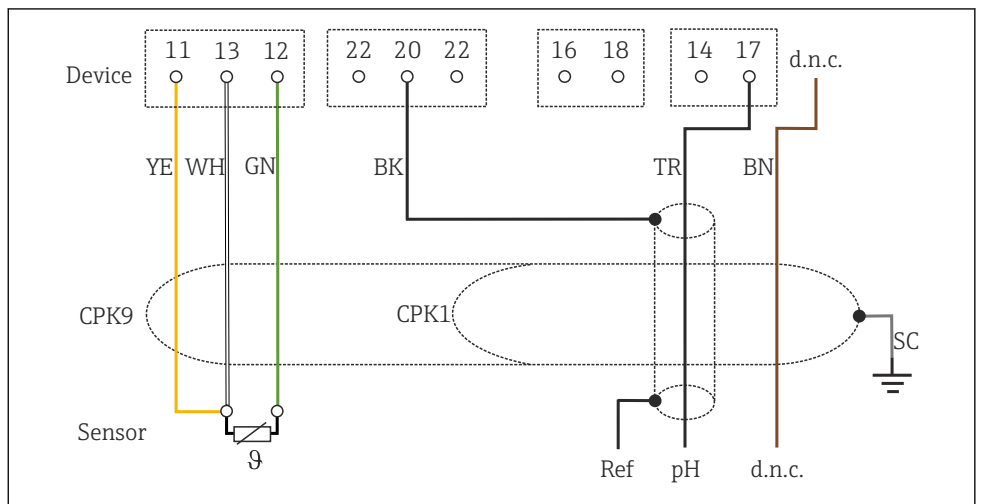 11 13 12 22 20 22 16 18 14 17 d.n.c.
Device
YE WH GN BK TR BN
CPK9 CPK1
SC
Sensor
ϑ
Ref pH d.n.c.